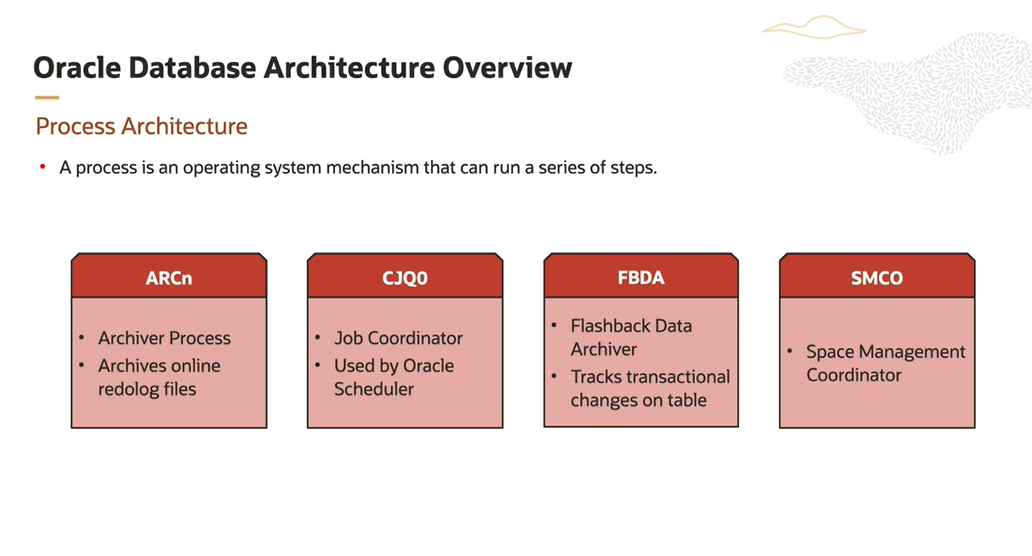 Oracle Database Architecture Overview
Process Architecture
• A process is an operating system mechanism that can run a series of steps.
ARCn
• Archiver Process
• Archives online
redolog files
CJQ0
• Job Coordinator
• Used by Oracle
Scheduler
FBDA
• Flashback Data
Archiver
• Tracks transactional
changes on table
SMCO
• Space Management
Coordinator